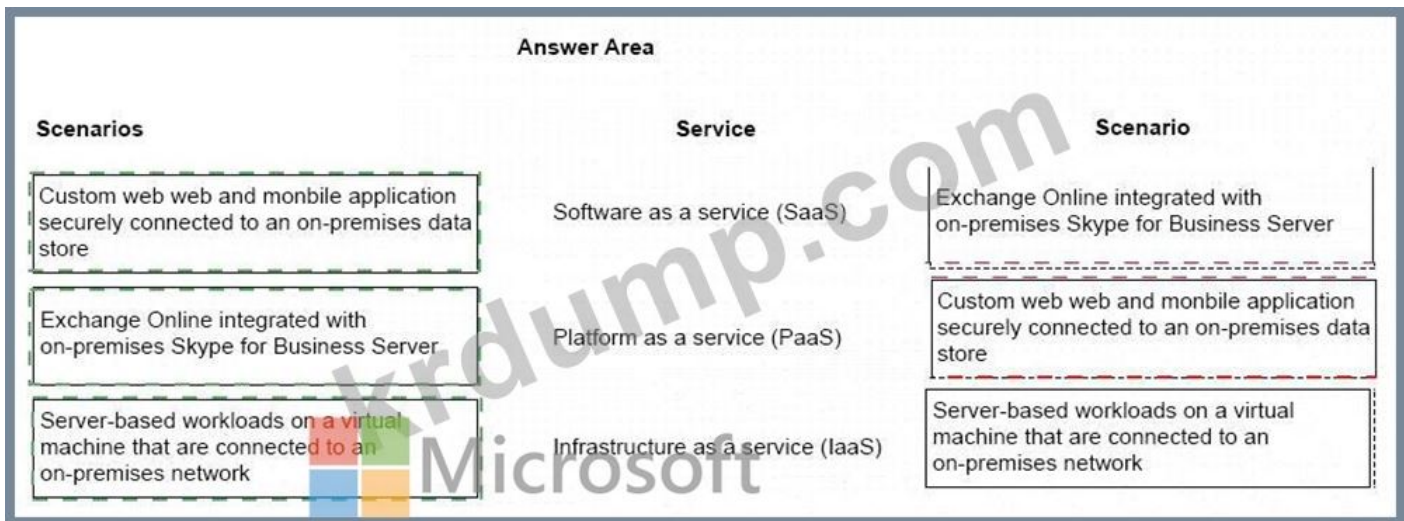 Answer Area
Scenarios
Service
Scenario
Custom web web and monbile application
securely connected to an on-premises data
store
Software as a service (SaaS)
Exchange Online integrated with
on-premises Skype for Business Server
Exchange Online integrated with
on-premises Skype for Business Server
Platform as a service (PaaS)
Custom web web and monbile application
securely connected to an on-premises data
store
Server-based workloads on a virtual
machine that are connected to an
on-premises network
Infrastructure as a service (IaaS)
Server-based workloads on a virtual
machine that are connected to an
on-premises network
krdump.com
Microsoft